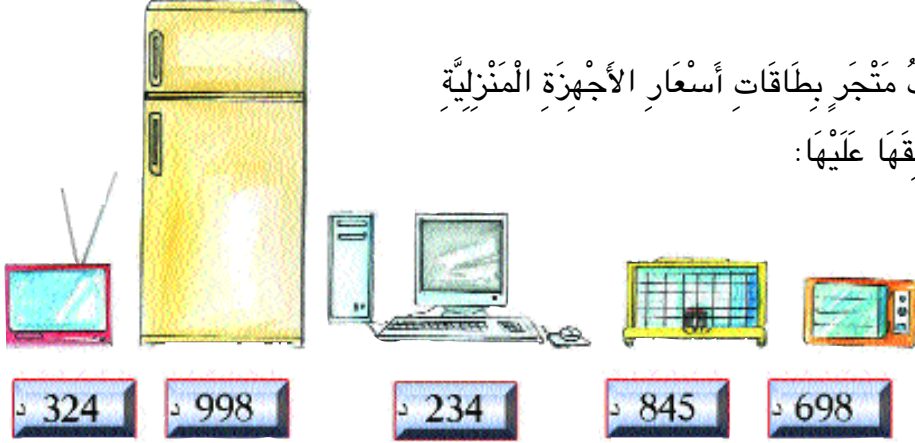 مَتْجَرٍ بِطَاقَاتِ أَسْعَارِ الأَجْهِزَةِ الْمَنْزِلِيَّةِ
عَلَيْهَا:
324 د
998 د
234 د
845 د
698 د